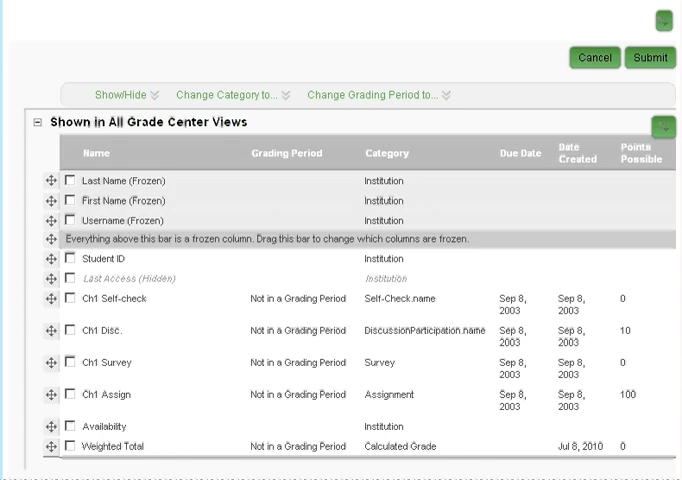 Cancel Submit
Show/Hide Change Category to... Change Grading Period to...
Shown in All Grade Center Views
Name Grading Period Category Due Date Date Created Points Possible
Last Name (Frozen) Institution
First Name (Frozen) Institution
Username (Frozen) Institution
Everything above this bar is a frozen column. Drag this bar to change which columns are frozen.
Student ID Institution
Last Access (Hidden) Institution
Ch1 Self-check Not in a Grading Period Self-Check.name Sep 8, 2003 Sep 8, 2003 0
Ch1 Disc. Not in a Grading Period DiscussionParticipation.name Sep 8, 2003 Sep 8, 2003 10
Ch1 Survey Not in a Grading Period Survey Sep 8, 2003 Sep 8, 2003 0
Ch1 Assign Not in a Grading Period Assignment Sep 8, 2003 Sep 8, 2003 100
Availability Institution
Weighted Total Not in a Grading Period Calculated Grade Jul 8, 2010 0